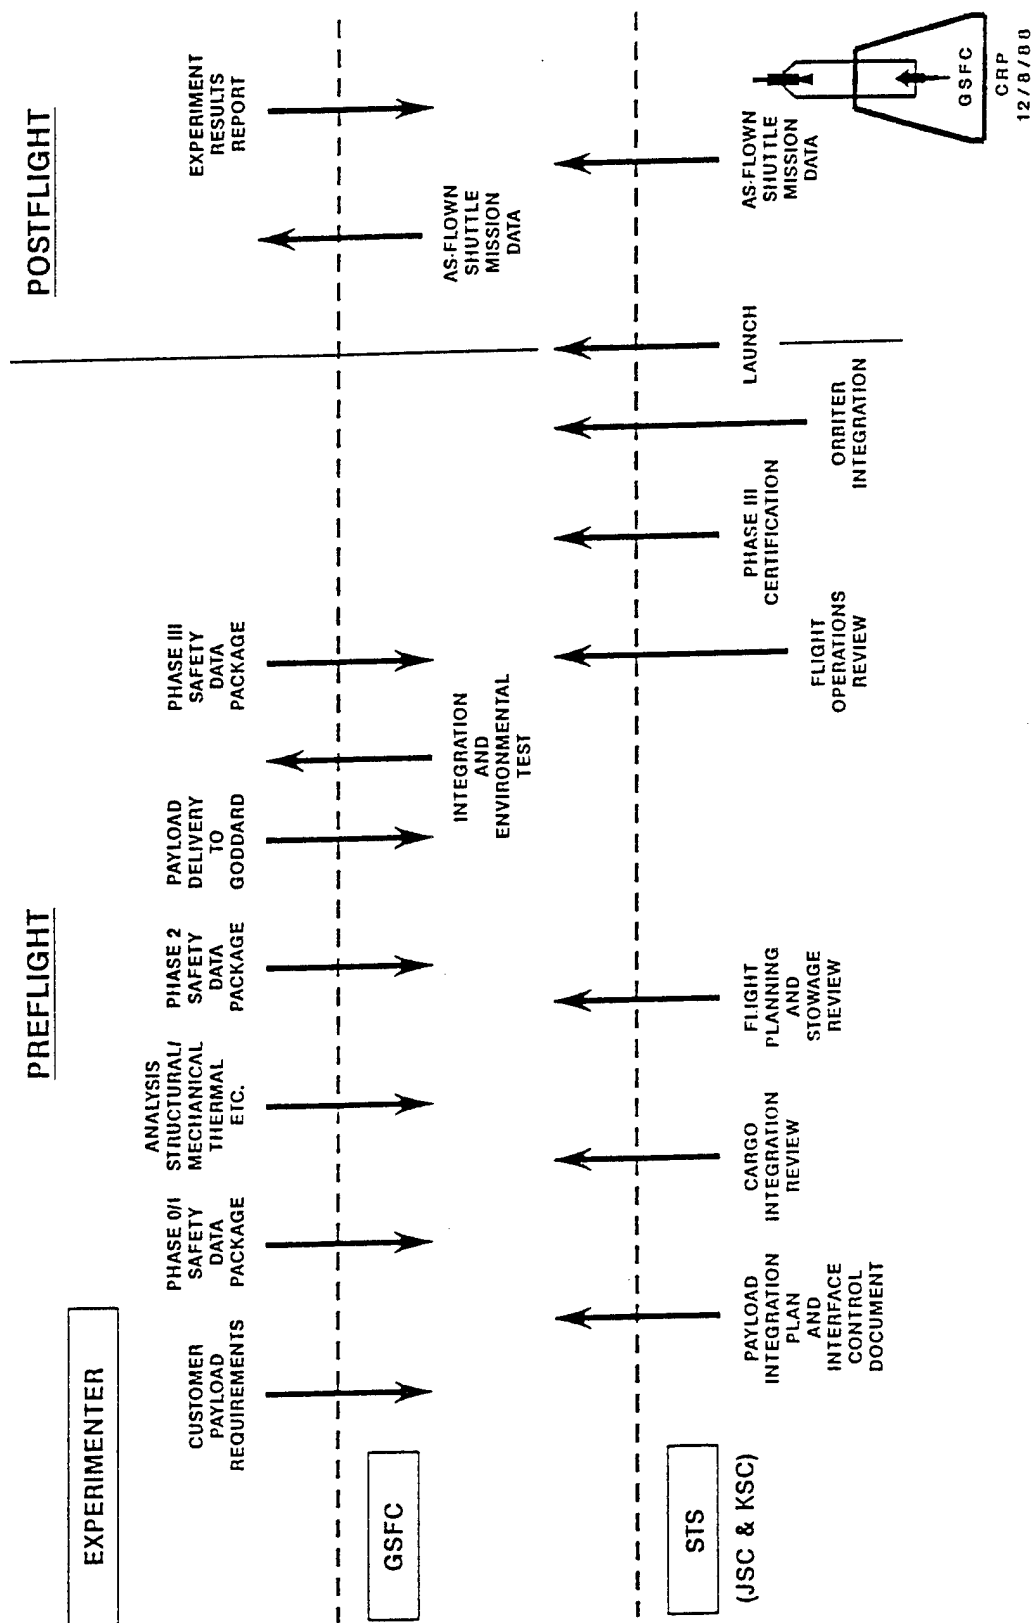 PREFLIGHT
POSTFLIGHT
EXPERIMENTER
CUSTOMER
PAYLOAD
REQUIREMENTS
PHASE 0/1
SAFETY
DATA
PACKAGE
ANALYSIS
STRUCTURAL/
MECHANICAL
THERMAL
ETC.
PHASE 2
SAFETY
DATA
PACKAGE
PAYLOAD
DELIVERY
TO
GODDARD
PHASE III
SAFETY
DATA
PACKAGE
EXPERIMENT
RESULTS
REPORT
GSFC
INTEGRATION
AND
ENVIRONMENTAL
TEST
AS-FLOWN
SHUTTLE
MISSION
DATA
STS
(JSC & KSC)
PAYLOAD
INTEGRATION
PLAN
AND
INTERFACE
CONTROL
DOCUMENT
CARGO
INTEGRATION
REVIEW
FLIGHT
PLANNING
AND
STOWAGE
REVIEW
FLIGHT
OPERATIONS
REVIEW
PHASE III
CERTIFICATION
ORBITER
INTEGRATION
LAUNCH
AS-FLOWN
SHUTTLE
MISSION
DATA
GSFC
CRP
12/8/88